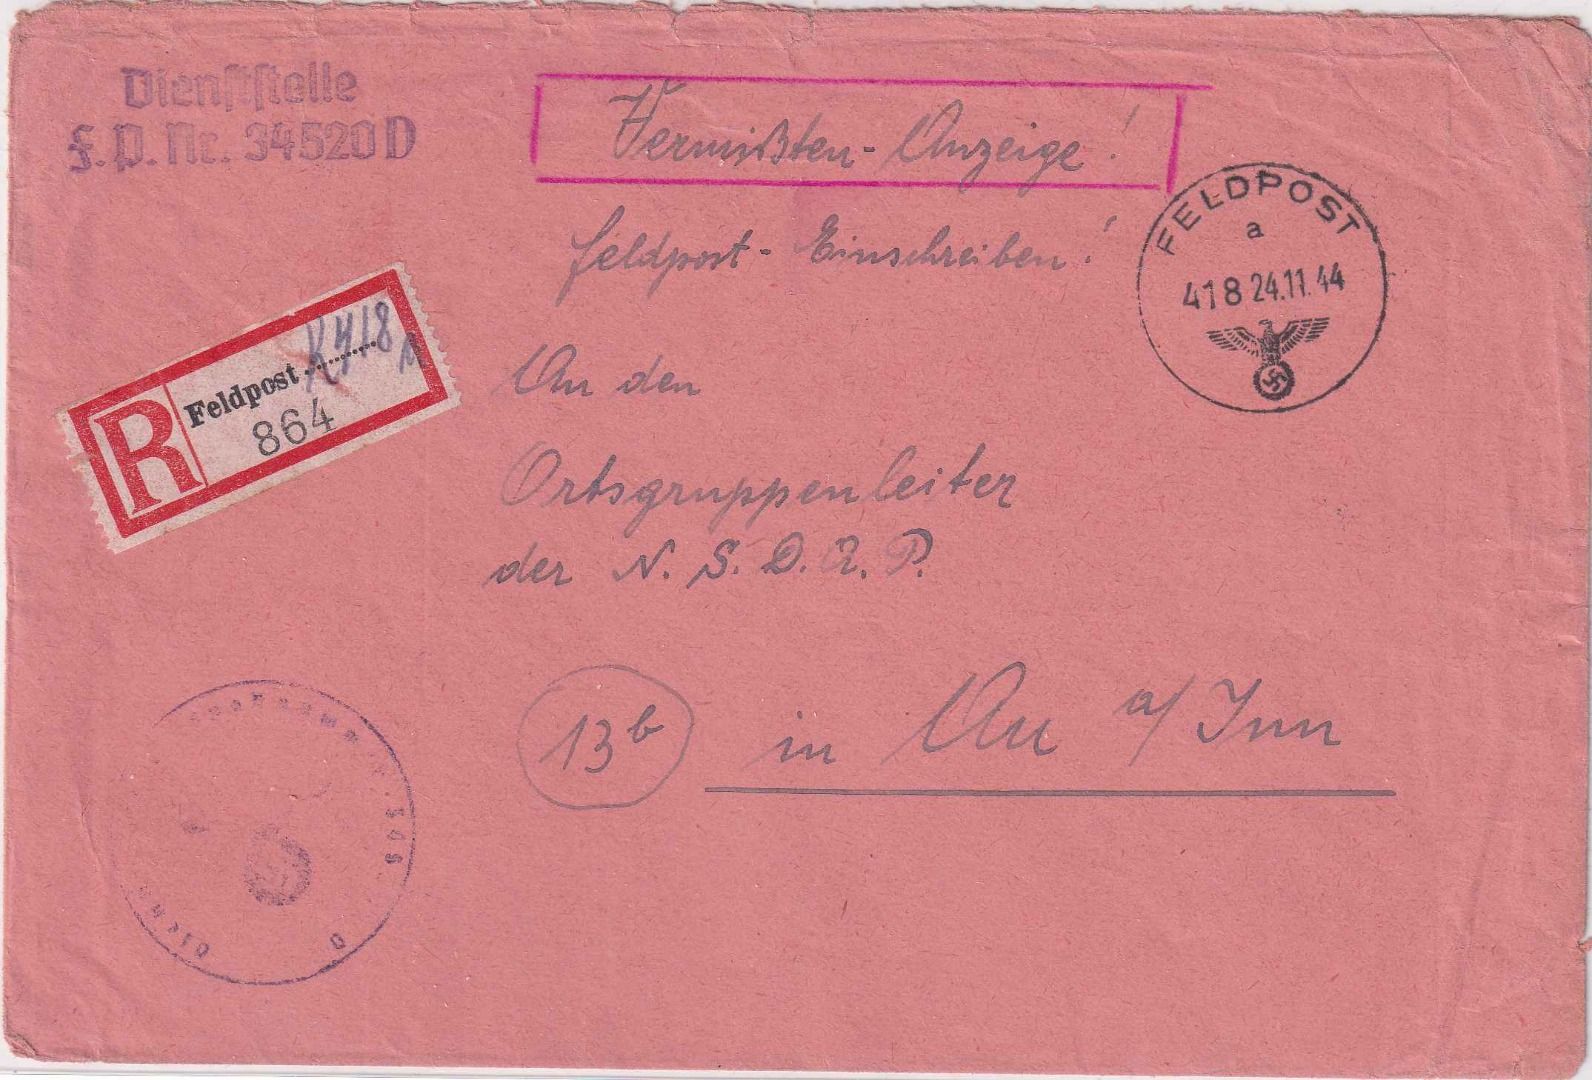 Dienststelle
F.P. Nr. 34520 D
Vermißten-Anzeige!
Feldpost-Einschreiben!
FELDPOST
a
418 24.11.44
R
Feldpost
K 418
864
An den
Ortsgruppenleiter
der N.S.D.A.P.
13b
in Au a/Inn